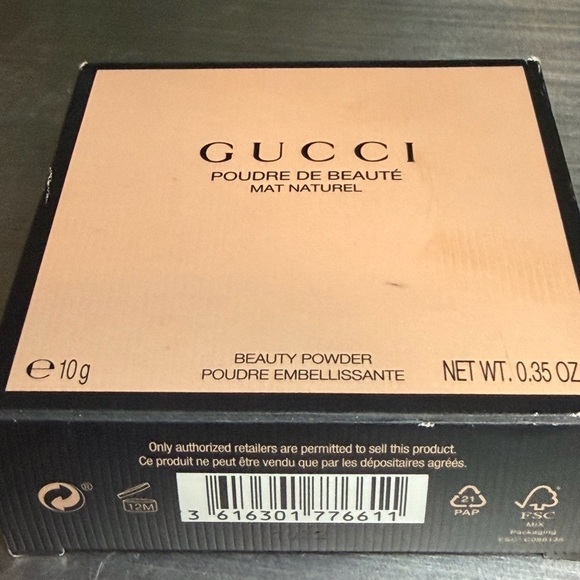 GUCCI
POUDRE DE BEAUTÉ
MAT NATUREL
BEAUTY POWDER
POUDRE EMBELLISSANTE
℮ 10 g
NET WT. 0.35 OZ
Only authorized retailers are permitted to sell this product.
Ce produit ne peut être vendu que par les dépositaires agréés.
®
12M
3 616301 776611
21
PAP
FSC
MIX
Packaging